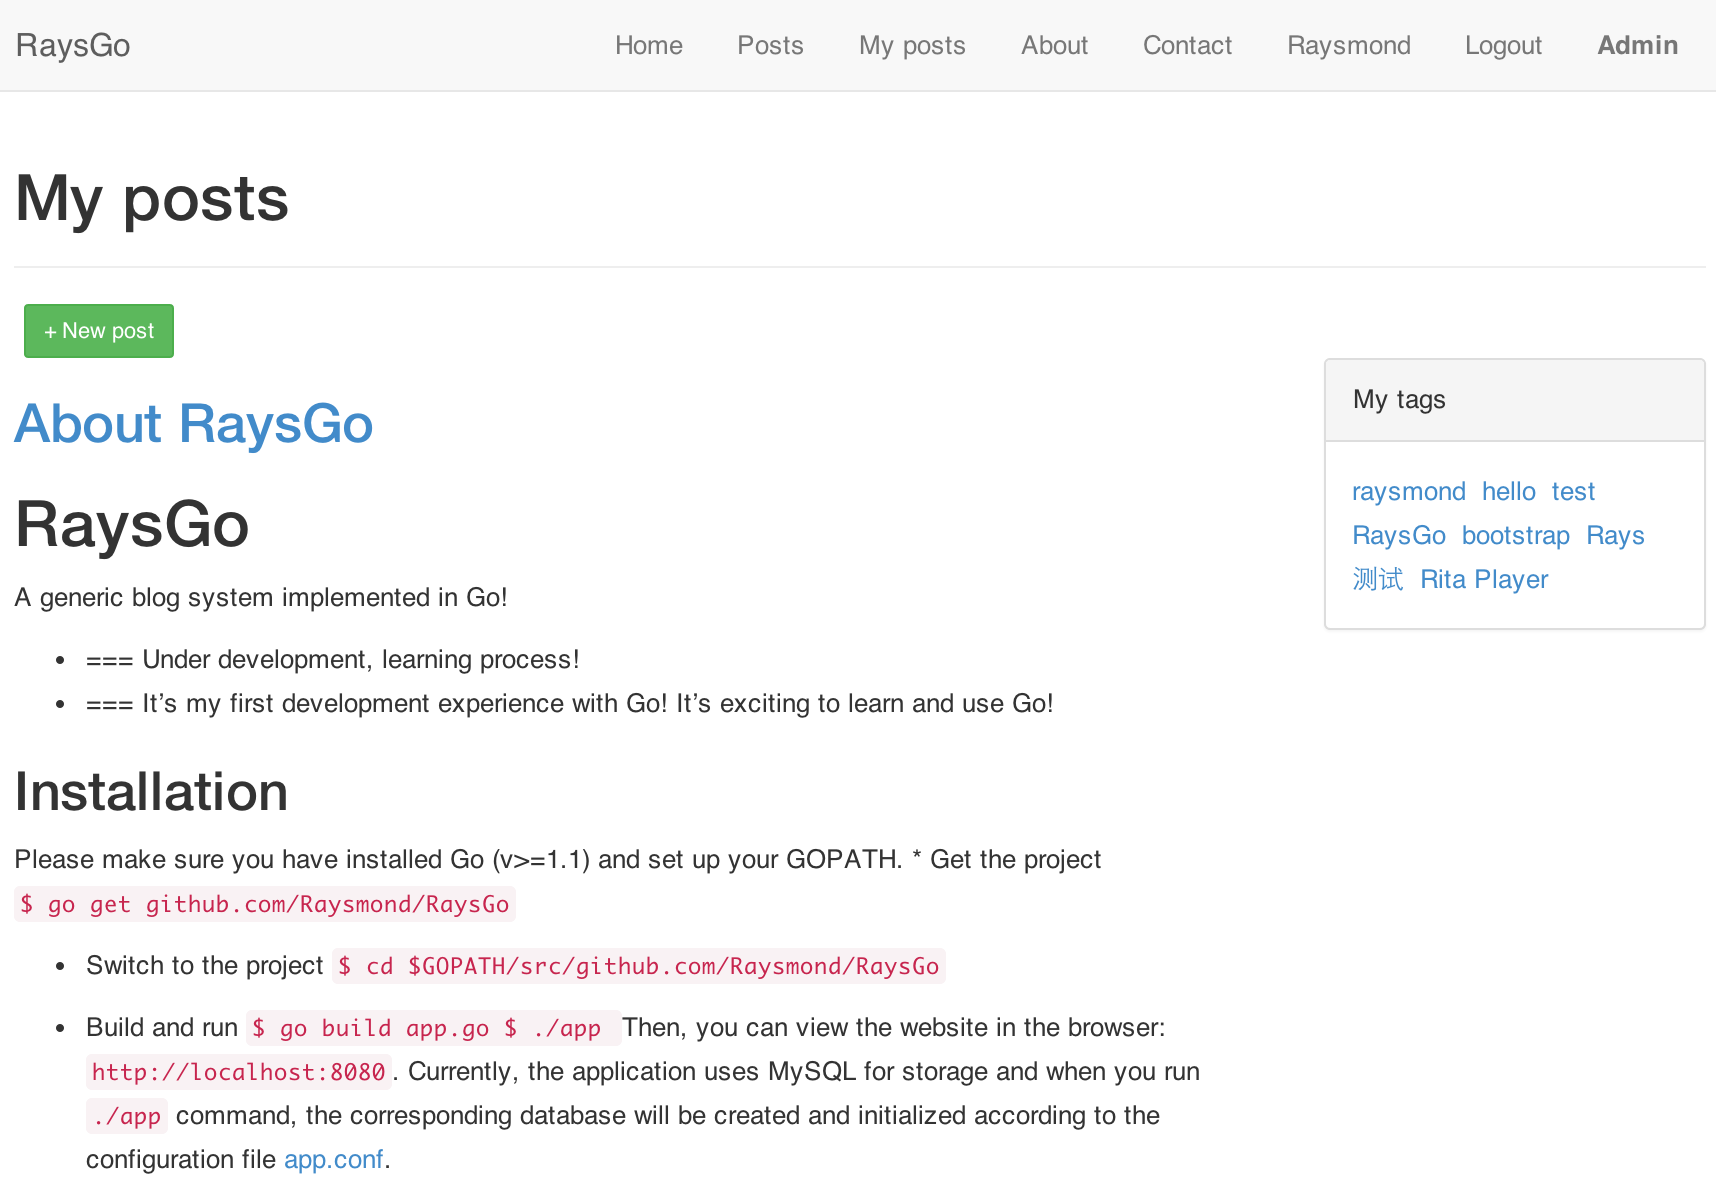 RaysGo
Home Posts My posts About Contact Raysmond Logout Admin
My posts
+ New post
About RaysGo
RaysGo
A generic blog system implemented in Go!
• === Under development, learning process!
• === It’s my first development experience with Go! It’s exciting to learn and use Go!
Installation
Please make sure you have installed Go (v>=1.1) and set up your GOPATH. * Get the project
$ go get github.com/Raysmond/RaysGo
• Switch to the project $ cd $GOPATH/src/github.com/Raysmond/RaysGo
• Build and run $ go build app.go $ ./app Then, you can view the website in the browser:
http://localhost:8080. Currently, the application uses MySQL for storage and when you run
./app command, the corresponding database will be created and initialized according to the
configuration file app.conf.
My tags
raysmond hello test
RaysGo bootstrap Rays
测试 Rita Player